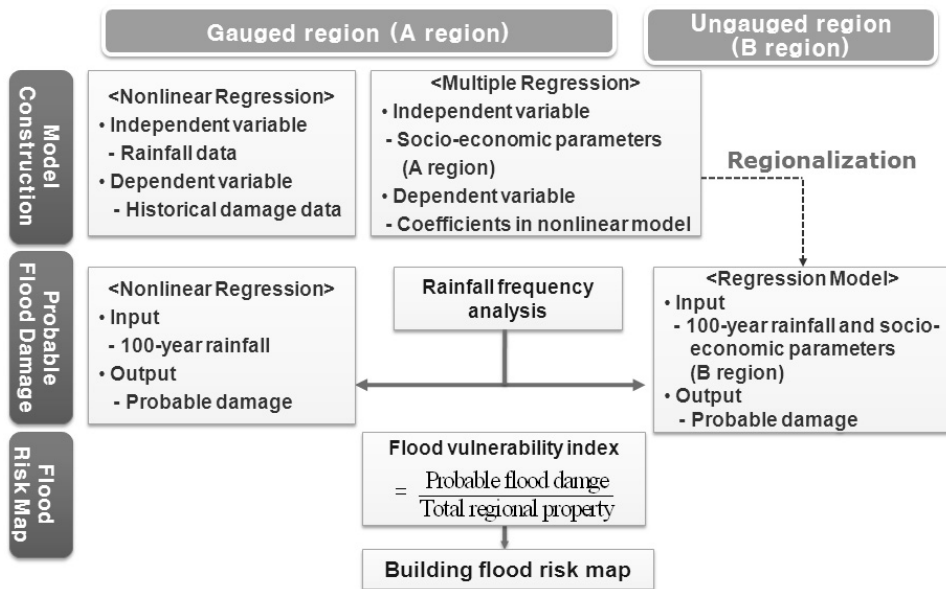 Gauged region (A region)
Ungauged region
(B region)
Model
Construction
<Nonlinear Regression>
• Independent variable
- Rainfall data
• Dependent variable
- Historical damage data
<Multiple Regression>
• Independent variable
- Socio-economic parameters
(A region)
• Dependent variable
- Coefficients in nonlinear model
Regionalization
Probable
Flood Damage
<Nonlinear Regression>
• Input
- 100-year rainfall
• Output
- Probable damage
Rainfall frequency
analysis
<Regression Model>
• Input
- 100-year rainfall and socio-
economic parameters
(B region)
• Output
- Probable damage
Flood
Risk Map
Flood vulnerability index
= Probable flood damge
Total regional property
Building flood risk map